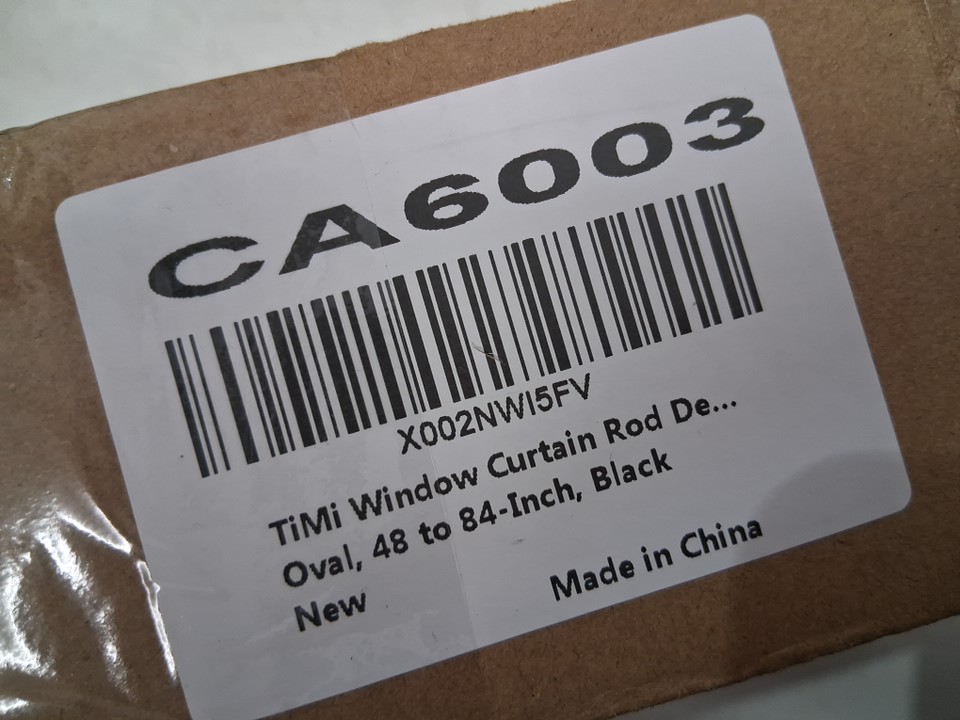 CA6003
X002NWI5FV
TiMi Window Curtain Rod De...
Oval, 48 to 84-Inch, Black
New
Made in China